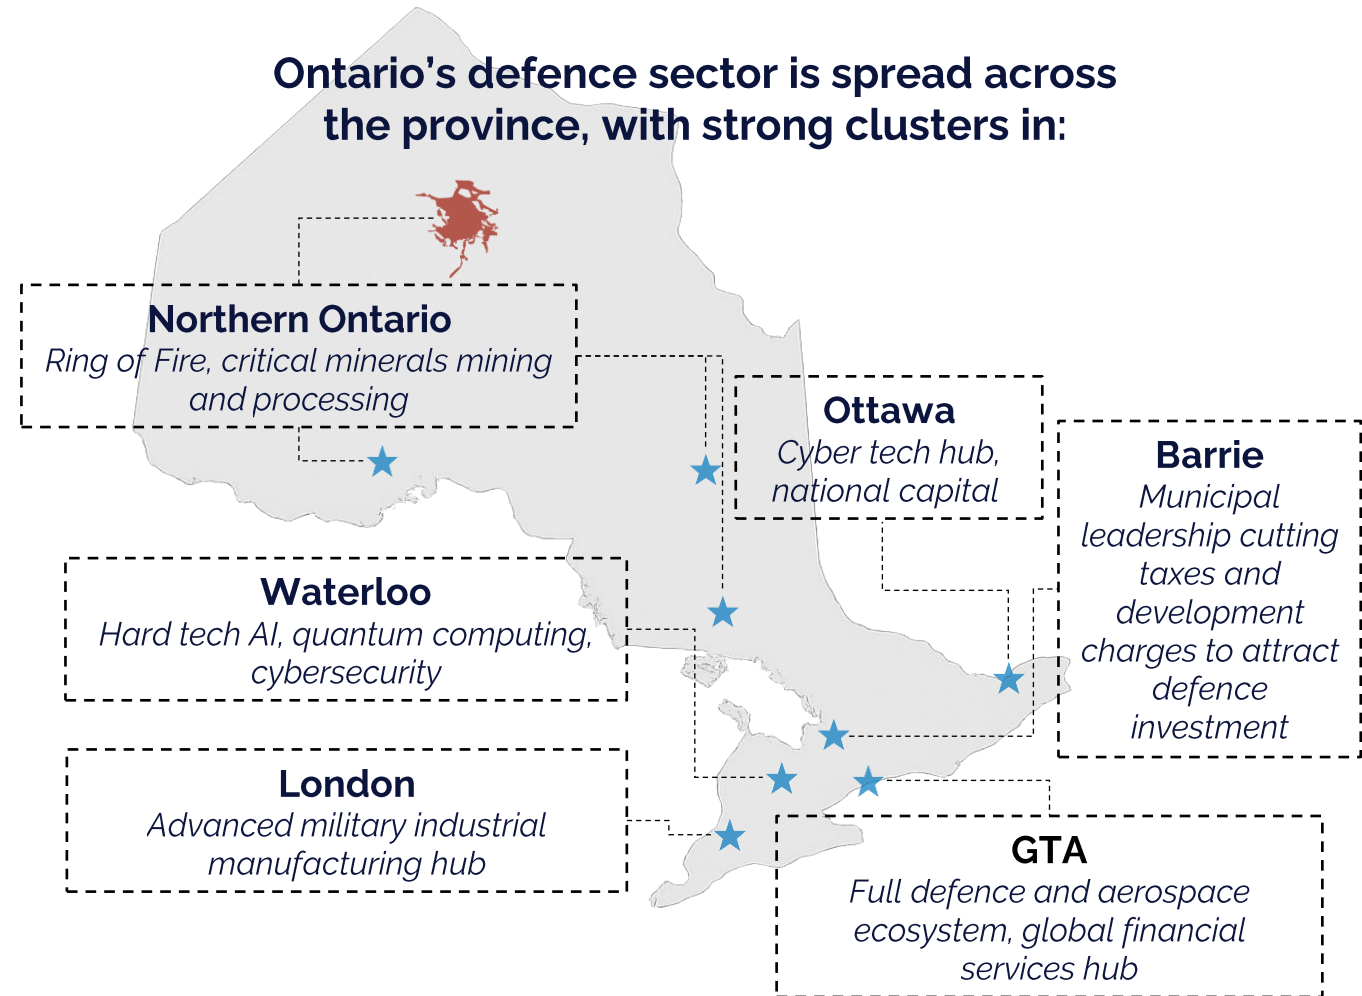 Ontario’s defence sector is spread across
the province, with strong clusters in:
Northern Ontario
Ring of Fire, critical minerals mining
and processing
Ottawa
Cyber tech hub,
national capital
Barrie
Municipal
leadership cutting
taxes and
development
charges to attract
defence
investment
Waterloo
Hard tech AI, quantum computing,
cybersecurity
London
Advanced military industrial
manufacturing hub
GTA
Full defence and aerospace
ecosystem, global financial
services hub